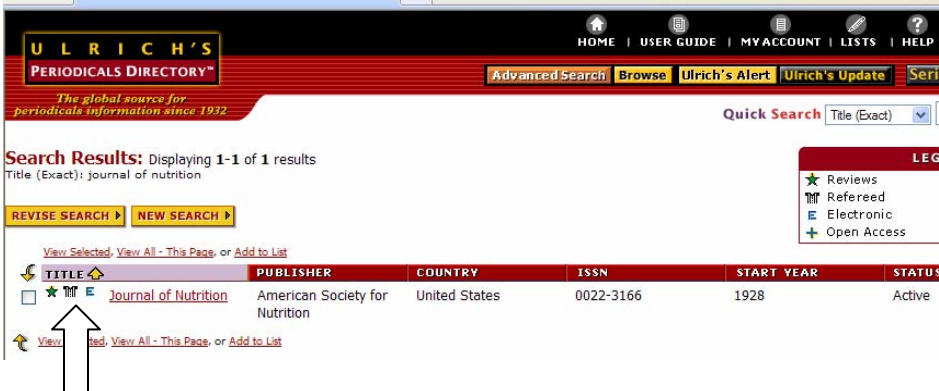 HOME | USER GUIDE | MY ACCOUNT | LISTS | HELP
ULRICH'S
PERIODICALS DIRECTORY™
Advanced Search Browse Ulrich's Alert Ulrich's Update
The global source for
periodicals information since 1932
Quick Search Title (Exact)
Search Results: Displaying 1-1 of 1 results
Title (Exact): journal of nutrition
Reviews
Refereed
E Electronic
Open Access
REVISE SEARCH NEW SEARCH
View Selected, View All - This Page, or Add to List
TITLE PUBLISHER COUNTRY ISSN START YEAR STATUS
E Journal of Nutrition American Society for United States 0022-3166 1928 Active
Nutrition
View All - This Page, or Add to List